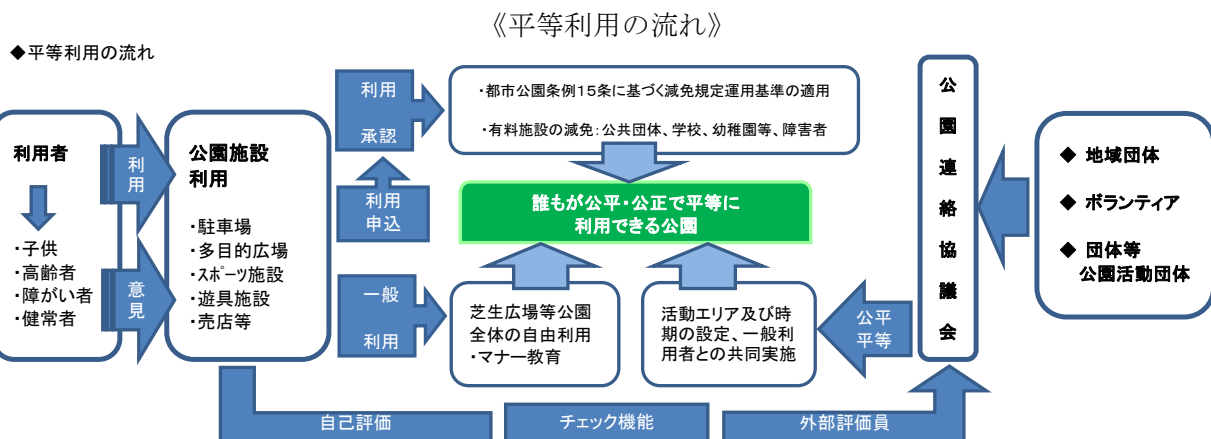 《平等利用の流れ》
◆平等利用の流れ
利用者
・子供
・高齢者
・障がい者
・健常者
利用
意見
公園施設
利用
・駐車場
・多目的広場
・スポーツ施設
・遊具施設
・売店等
利用
承認
利用
申込
一般
利用
・都市公園条例15条に基づく減免規定運用基準の適用
・有料施設の減免：公共団体、学校、幼稚園等、障害者
誰もが公平・公正で平等に
利用できる公園
芝生広場等公園
全体の自由利用
・マナー教育
活動エリア及び時
期の設定、一般利
用者との共同実施
公平
平等
公園連絡協議会
◆ 地域団体
◆ ボランティア
◆ 団体等
公園活動団体
自己評価
チェック機能
外部評価員